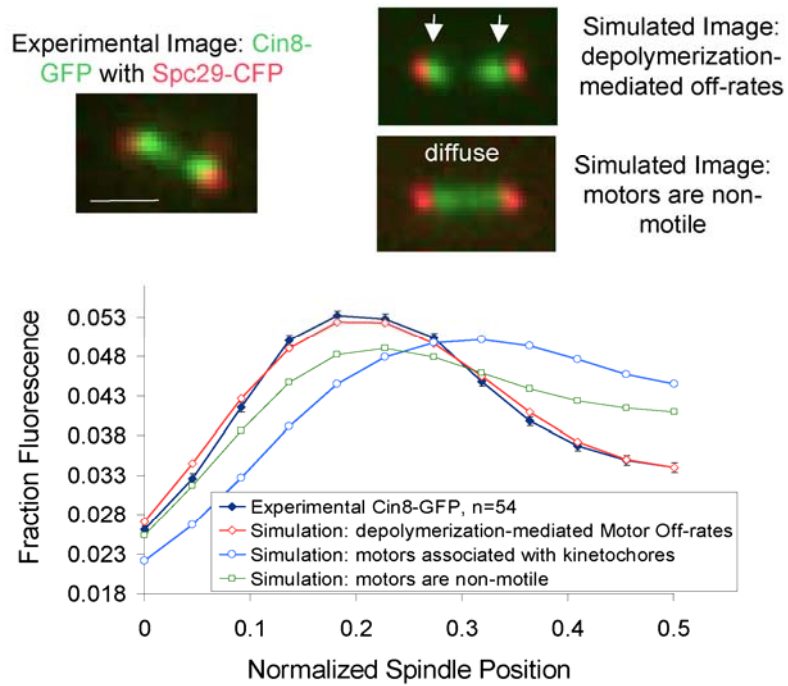 Experimental Image: Cin8-
GFP with Spc29-CFP
Simulated Image:
depolymerization-
mediated off-rates
diffuse
Simulated Image:
motors are non-
motile
Fraction Fluorescence
0.053
0.048
0.043
0.038
0.033
0.028
0.023
0.018
Experimental Cin8-GFP, n=54
Simulation: depolymerization-mediated Motor Off-rates
Simulation: motors associated with kinetochores
Simulation: motors are non-motile
0 0.1 0.2 0.3 0.4 0.5
Normalized Spindle Position